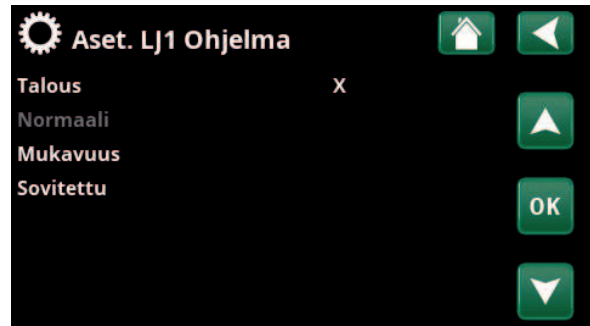 Aset. LJ1 Ohjelma
Talous X
Normaali
Mukavuus
Sovitettu
OK